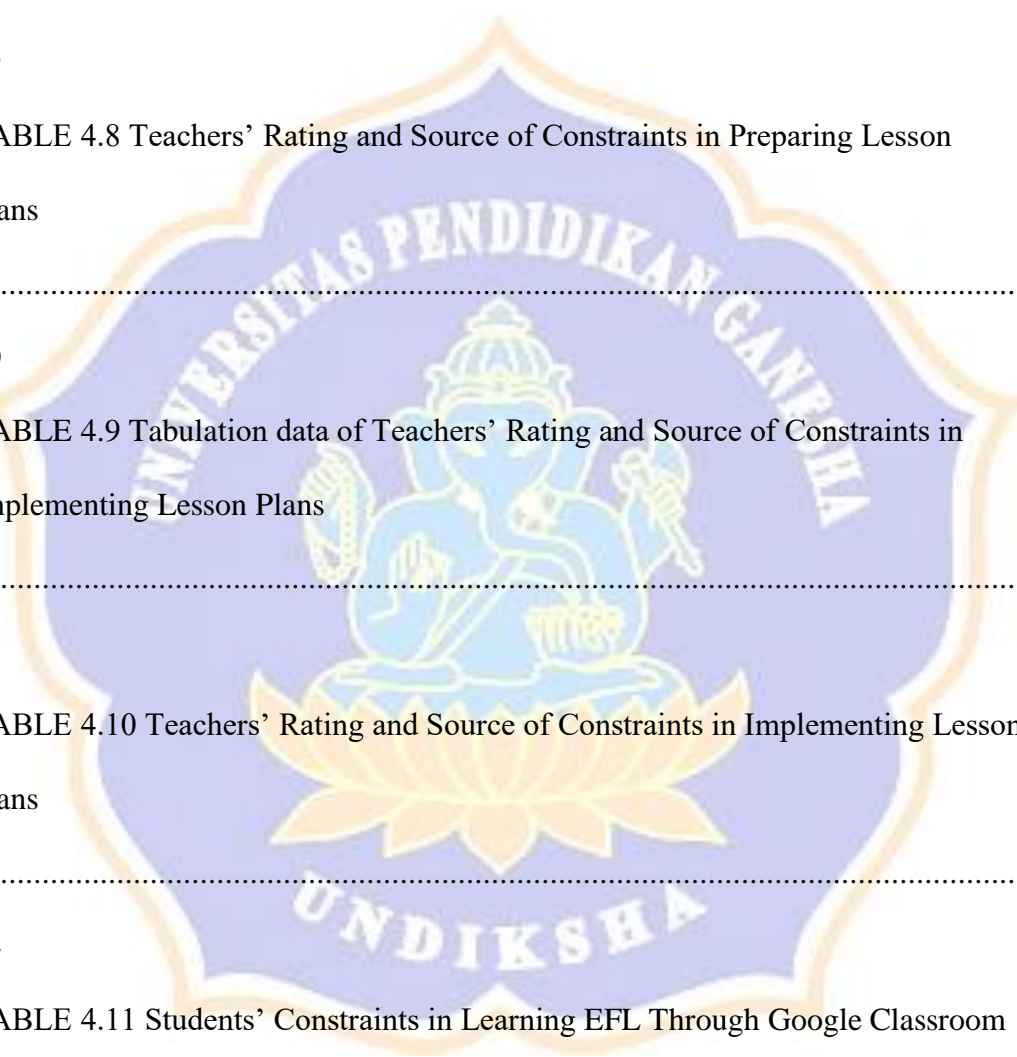 ABLE 4.8 Teachers’ Rating and Source of Constraints in Preparing Lesson
ans
UNIVERSITAS PENDIDIKAN GANESHA
ABLE 4.9 Tabulation data of Teachers’ Rating and Source of Constraints in
nplementing Lesson Plans
ABLE 4.10 Teachers’ Rating and Source of Constraints in Implementing Lesson
ans
UNDIKSHA
ABLE 4.11 Students’ Constraints in Learning EFL Through Google Classroom